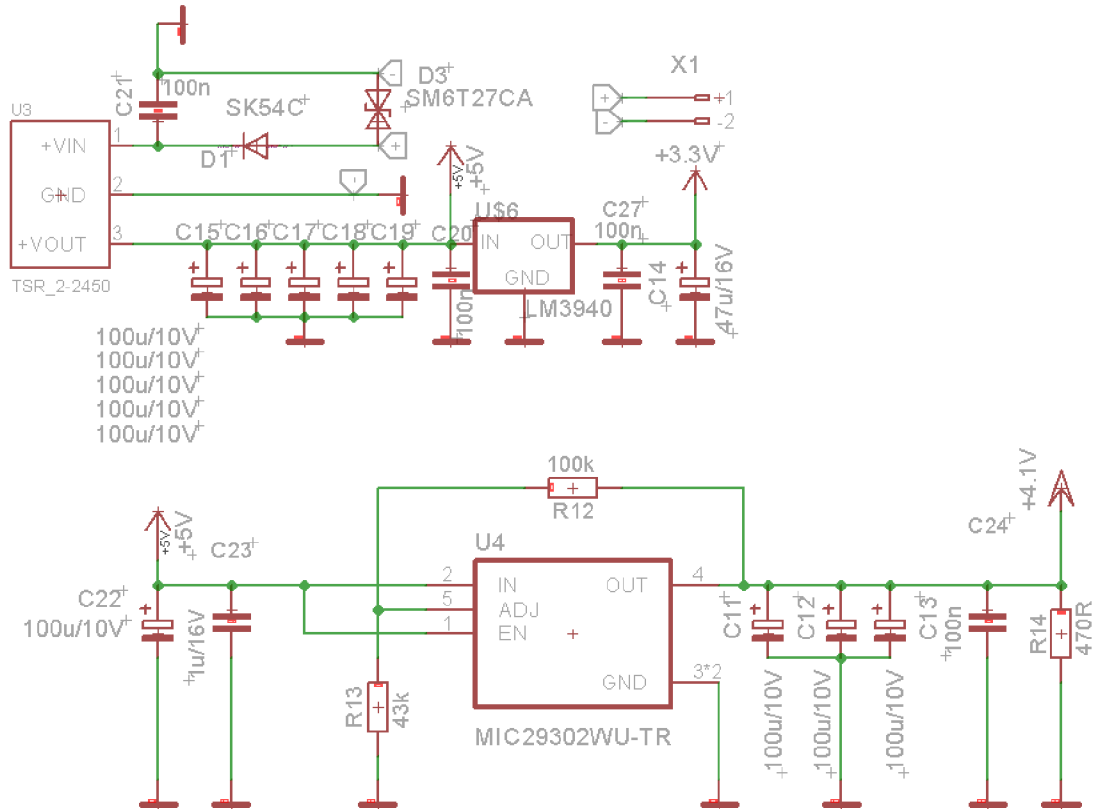 X1
D3
SM6T27CA
C21
100n
SK54C
U3
+1
-2
1
+VIN
D1
+3.3V
+
-
-
+
GND
2
-
+5V
+5V
U$6
C27
100n
+VOUT
3
C15
C16
C17
C18
C19
C20
IN
OUT
GND
C14
47u/16V
TSR_2-2450
100n
LM3940
100u/10V
100u/10V
100u/10V
100u/10V
100u/10V
100k
R12
+4.1V
+5V
+5V
C23
U4
C24
C22
100u/10V
1u/16V
2
IN
OUT
4
5
ADJ
1
EN
C11
C12
C13
100n
R14
470R
R13
43k
GND
3*2
100u/10V
100u/10V
100u/10V
MIC29302WU-TR